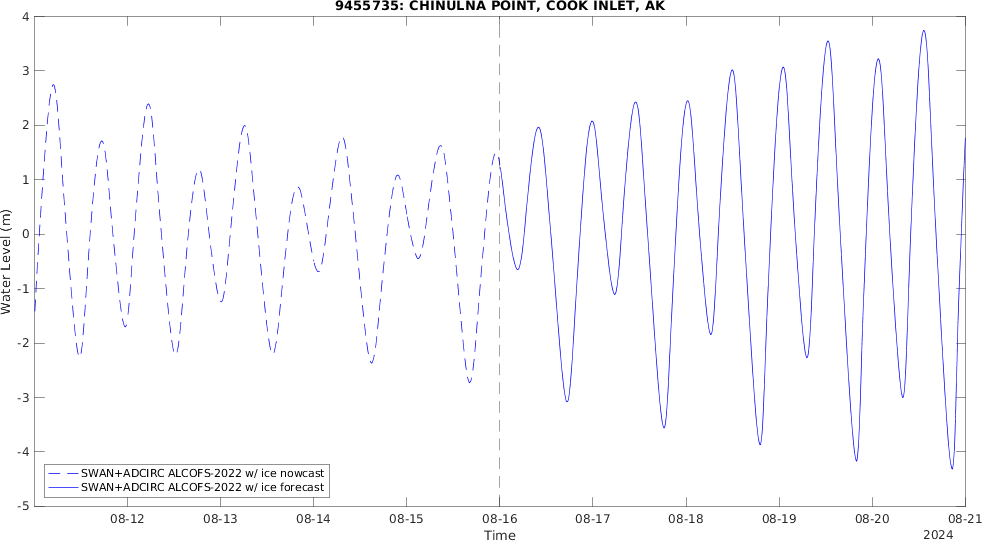 9455735: CHINULNA POINT, COOK INLET, AK
4
3
2
1
0
-1
-2
-3
-4
-5
Water Level (m)
SWAN+ADCIRC ALCOFS-2022 w/ ice nowcast
SWAN+ADCIRC ALCOFS-2022 w/ ice forecast
08-12 08-13 08-14 08-15 08-16 08-17 08-18 08-19 08-20 08-21
Time
2024